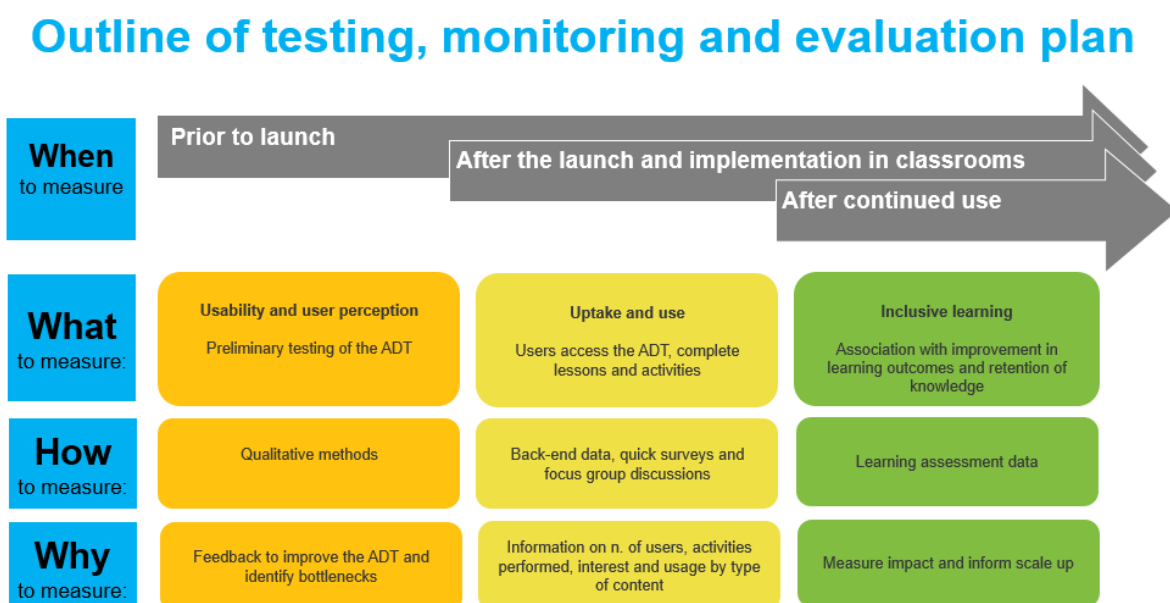 Outline of testing, monitoring and evaluation plan
When
to measure
Prior to launch
After the launch and implementation in classrooms
After continued use
What
to measure:
Usability and user perception
Preliminary testing of the ADT
Uptake and use
Users access the ADT, complete
lessons and activities
Inclusive learning
Association with improvement in
learning outcomes and retention of
knowledge
How
to measure:
Qualitative methods
Back-end data, quick surveys and
focus group discussions
Learning assessment data
Why
to measure:
Feedback to improve the ADT and
identify bottlenecks
Information on n. of users, activities
performed, interest and usage by type
of content
Measure impact and inform scale up